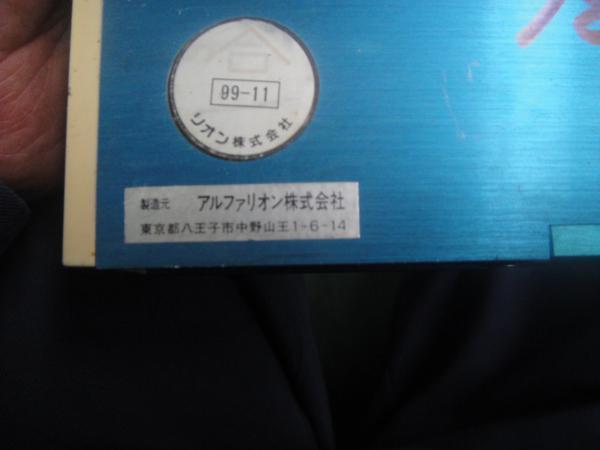 99-11
リオン株式会社
製造元 アルファリオン株式会社
東京都八王子市中野山王1-6-14